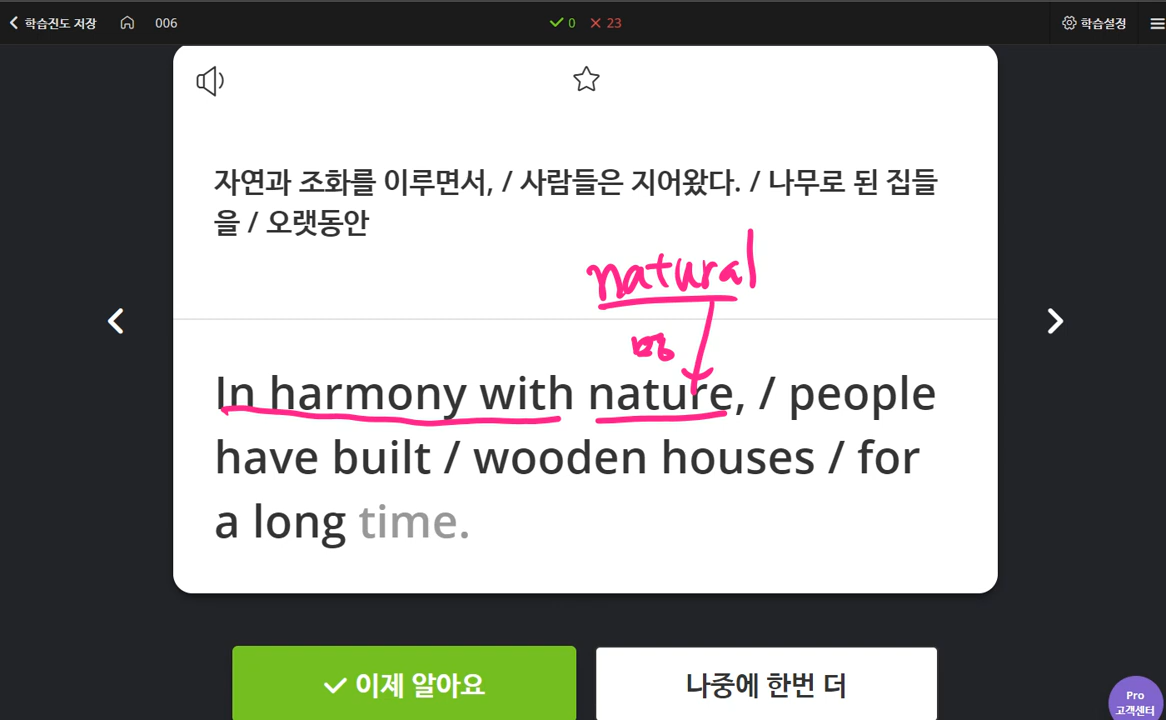 학습진도 저장 006 0 23 학습설정
자연과 조화를 이루면서, / 사람들은 지어왔다. / 나무로 된 집들
을 / 오랫동안
natural
In harmony with nature, / people
have built / wooden houses / for
a long time.
이제 알아요 나중에 한번 더
Pro
고객센터